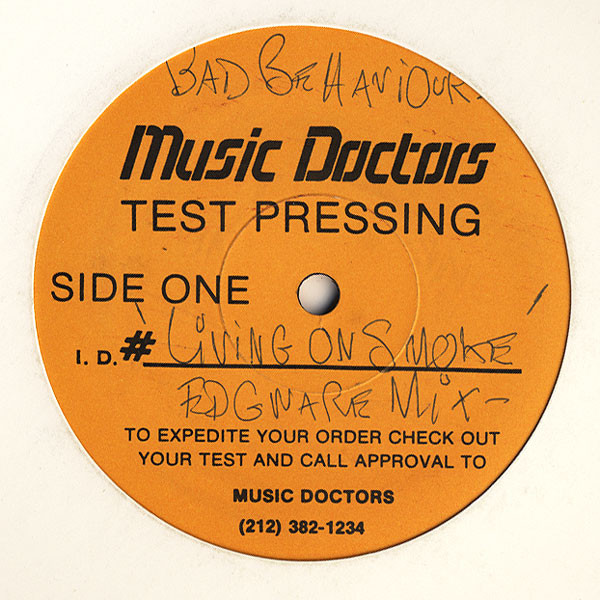 BAD BEHAVIOUR-
Music Doctors
TEST PRESSING
SIDE ONE
I. D. # 'LIVING ON SMOKE'
EDGWARE MIX-
TO EXPEDITE YOUR ORDER CHECK OUT
YOUR TEST AND CALL APPROVAL TO
MUSIC DOCTORS
(212) 382-1234